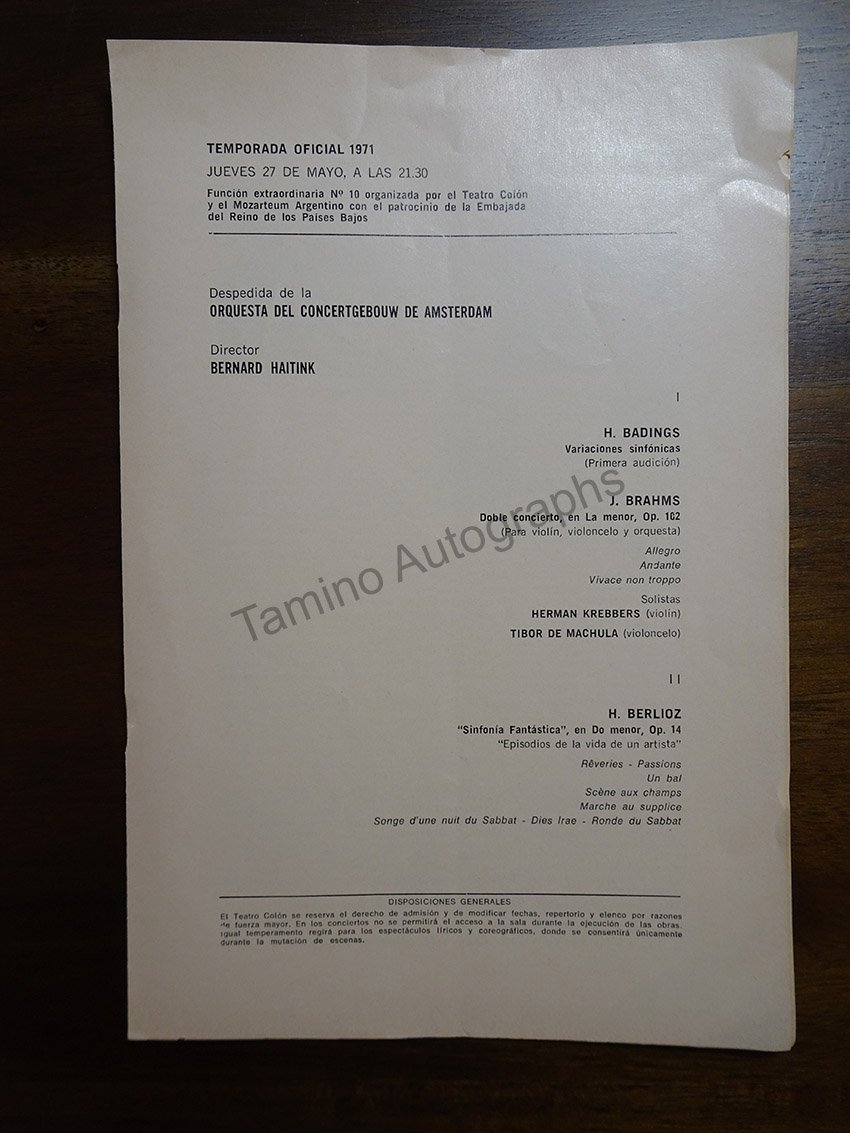 TEMPORADA OFICIAL 1971
JUEVES 27 DE MAYO, A LAS 21.30
Función extraordinaria Nº 10 organizada por el Teatro Colón
y el Mozarteum Argentino con el patrocinio de la Embajada
del Reino de los Países Bajos
Despedida de la
ORQUESTA DEL CONCERTGEBOUW DE AMSTERDAM
Director
BERNARD HAITINK
I
H. BADINGS
Variaciones sinfónicas
(Primera audición)
J. BRAHMS
Doble concierto, en La menor, Op. 102
(Para violín, violoncelo y orquesta)
Allegro
Andante
Vivace non troppo
Solistas
HERMAN KREBBERS (violín)
TIBOR DE MACHULA (violoncelo)
Tamino Autographs
II
H. BERLIOZ
"Sinfonía Fantástica", en Do menor, Op. 14
"Episodios de la vida de un artista"
Rêveries - Passions
Un bal
Scène aux champs
Marche au supplice
Songe d'une nuit du Sabbat - Dies Irae - Ronde du Sabbat
DISPOSICIONES GENERALES
El Teatro Colón se reserva el derecho de admisión y de modificar fechas, repertorio y elenco por razones
de fuerza mayor. En los conciertos no se permitirá el acceso a la sala durante la ejecución de las obras.
Igual temperamento regirá para los espectáculos líricos y coreográficos, donde se consentirá únicamente
durante la mutación de escenas.